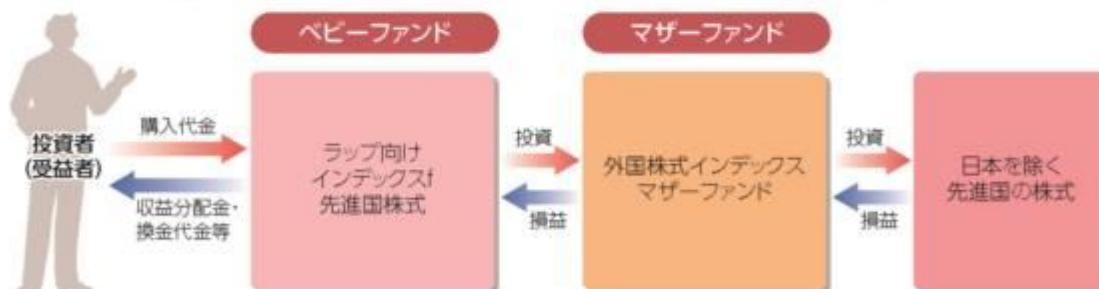 ベビーファンド
マザーファンド
投資者
(受益者)
購入代金
収益分配金・
換金代金等
ラップ向け
インデックスf
先進国株式
投資
損益
外国株式インデックス
マザーファンド
投資
損益
日本を除く
先進国の株式